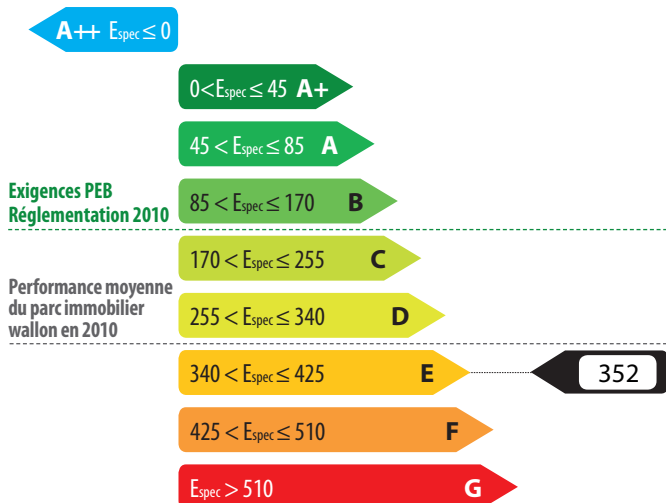 A++ Espec ≤ 0
0<Espec ≤ 45 A+
45 < Espec ≤ 85 A
Exigences PEB
Réglementation 2010
85 < Espec ≤ 170 B
170 < Espec ≤ 255 C
Performance moyenne
du parc immobilier
wallon en 2010
255 < Espec ≤ 340 D
340 < Espec ≤ 425 E
352
425 < Espec ≤ 510 F
Espec > 510 G